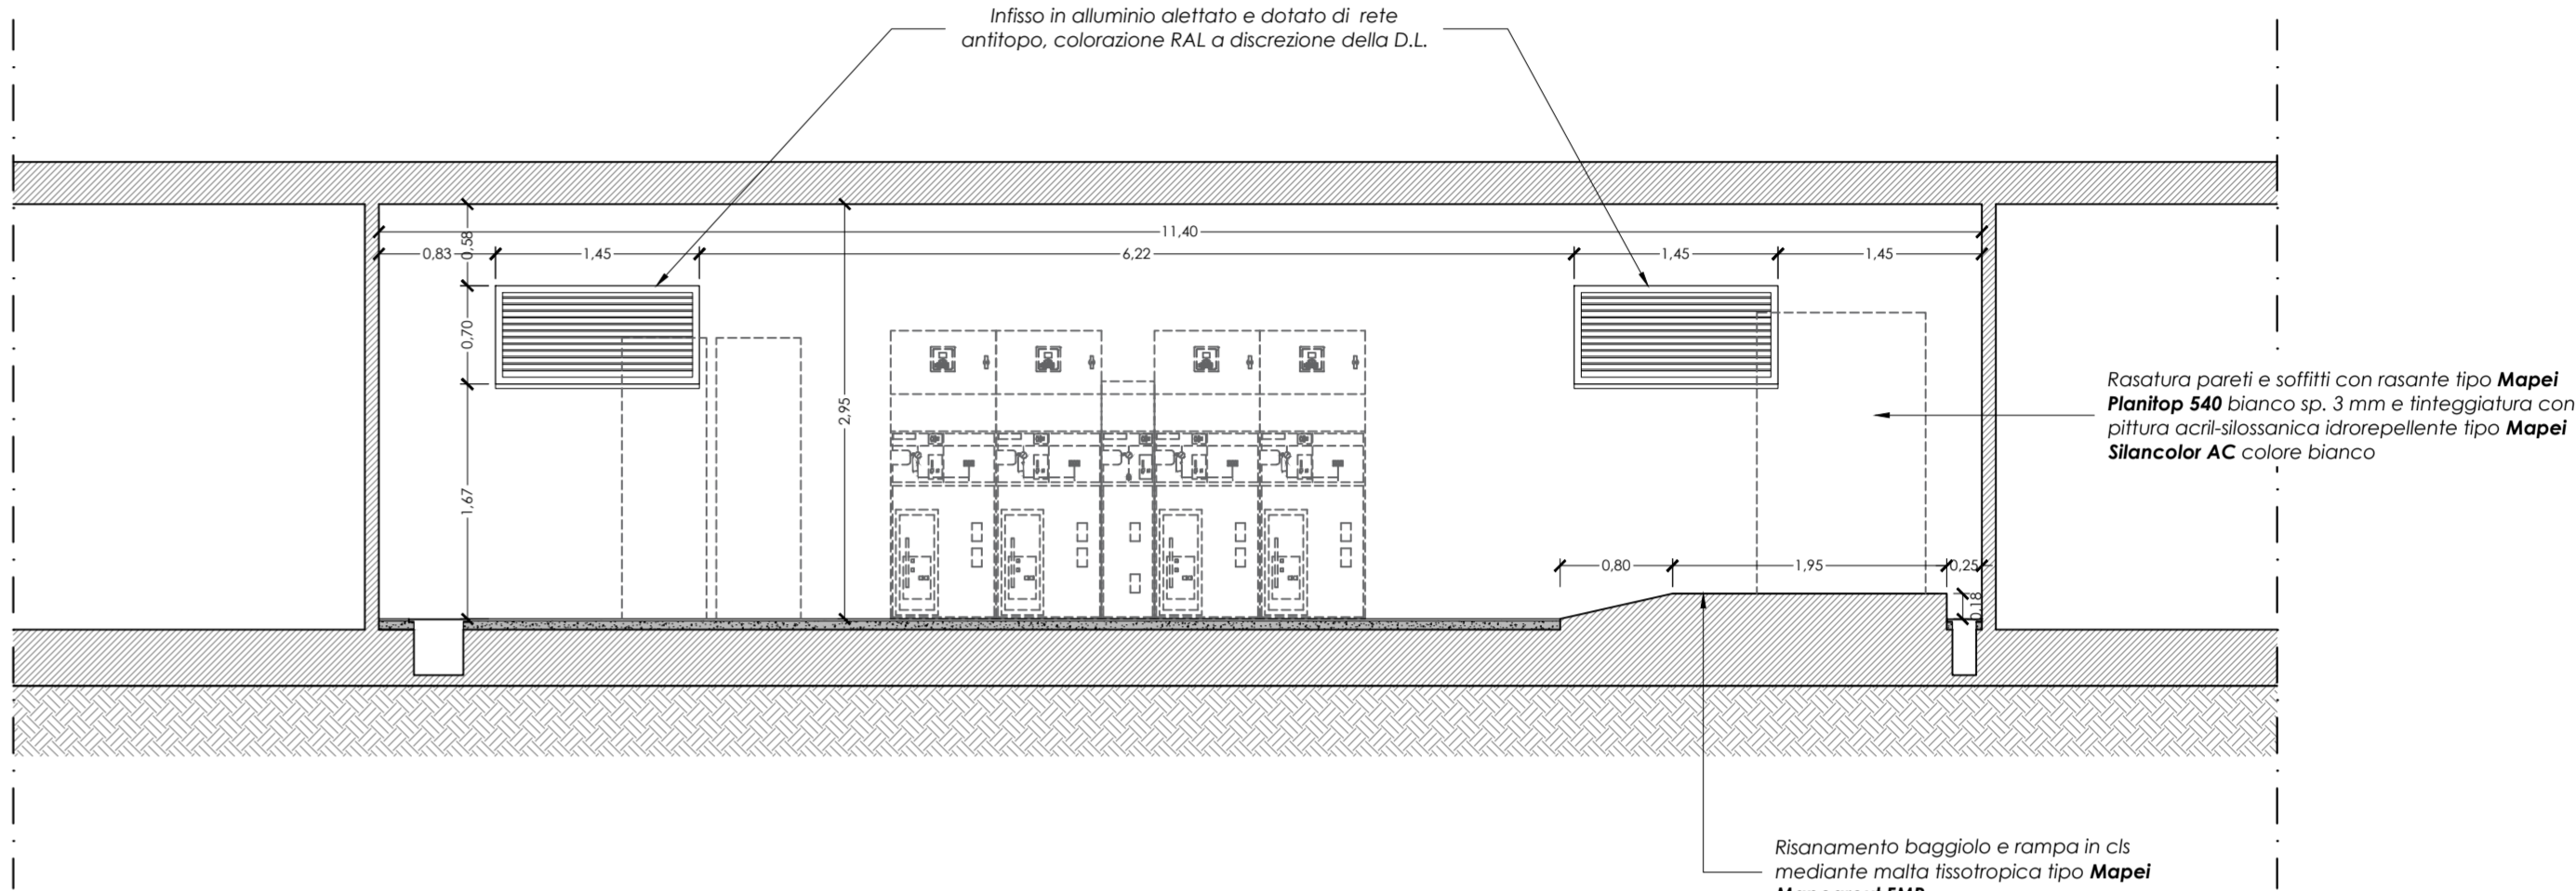 Infisso in alluminio alettato e dotato di rete
antitopo, colorazione RAL a discrezione della D.L.
11,40
0,83
1,45
6,22
1,45
1,45
0,58
0,70
1,67
2,95
Rasatura pareti e soffitti con rasante tipo Mapei
Planitop 540 bianco sp. 3 mm e tinteggiatura con
pittura acril-silossanica idrorepellente tipo Mapei
Silancolor AC colore bianco
0,80
1,95
0,25
0,18
Risanamento baggiolo e rampa in cls
mediante malta tissotropica tipo Mapei